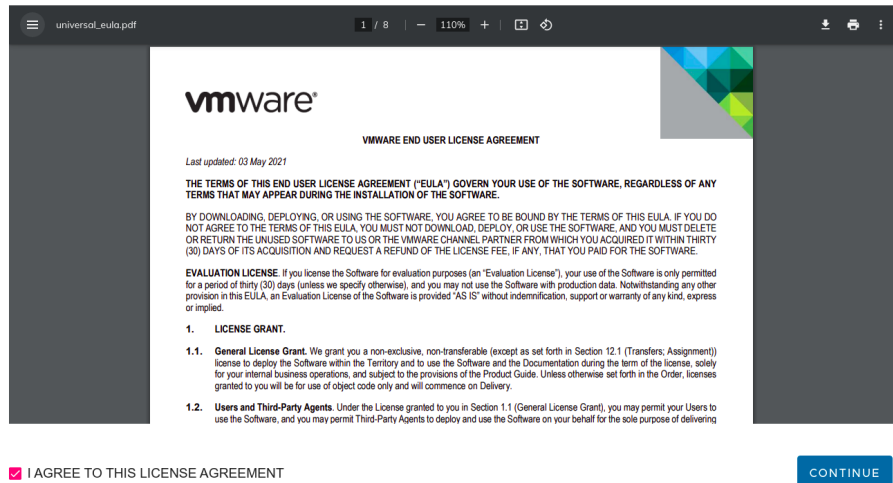 universal_eula.pdf
1 / 8
110%
vmware®
VMWARE END USER LICENSE AGREEMENT
Last updated: 03 May 2021
THE TERMS OF THIS END USER LICENSE AGREEMENT (“EULA”) GOVERN YOUR USE OF THE SOFTWARE, REGARDLESS OF ANY
TERMS THAT MAY APPEAR DURING THE INSTALLATION OF THE SOFTWARE.
BY DOWNLOADING, DEPLOYING, OR USING THE SOFTWARE, YOU AGREE TO BE BOUND BY THE TERMS OF THIS EULA. IF YOU DO
NOT AGREE TO THE TERMS OF THIS EULA, YOU MUST NOT DOWNLOAD, DEPLOY, OR USE THE SOFTWARE, AND YOU MUST DELETE
OR RETURN THE UNUSED SOFTWARE TO US OR THE VMWARE CHANNEL PARTNER FROM WHICH YOU ACQUIRED IT WITHIN THIRTY
(30) DAYS OF ITS ACQUISITION AND REQUEST A REFUND OF THE LICENSE FEE, IF ANY, THAT YOU PAID FOR THE SOFTWARE.
EVALUATION LICENSE. If you license the Software for evaluation purposes (an “Evaluation License”), your use of the Software is only permitted
for a period of thirty (30) days (unless we specify otherwise), and you may not use the Software with production data. Notwithstanding any other
provision in this EULA, an Evaluation License of the Software is provided “AS IS” without indemnification, support or warranty of any kind, express
or implied.
1. LICENSE GRANT.
1.1. General License Grant. We grant you a non-exclusive, non-transferable (except as set forth in Section 12.1 (Transfers; Assignment))
license to deploy the Software within the Territory and to use the Software and the Documentation during the term of the license, solely
for your internal business operations, and subject to the provisions of the Product Guide. Unless otherwise set forth in the Order, licenses
granted to you will be for use of object code only and will commence on Delivery.
1.2. Users and Third-Party Agents. Under the License granted to you in Section 1.1 (General License Grant), you may permit your Users to
use the Software, and you may permit Third-Party Agents to deploy and use the Software on your behalf for the sole purpose of delivering
I AGREE TO THIS LICENSE AGREEMENT
CONTINUE